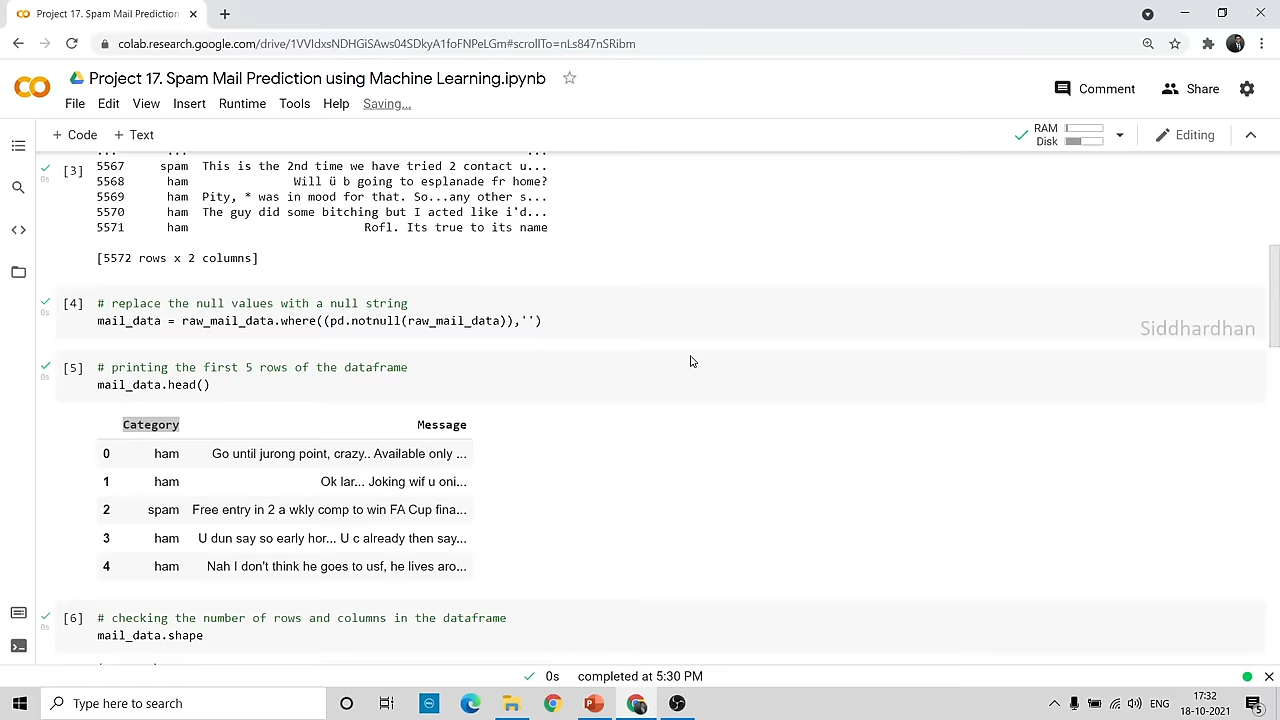 Project 17. Spam Mail Prediction
colab.research.google.com/drive/1VVIdxsNDHGiSAws04SDkyA1foFNPeLGm#scrollTo=nLs847nSRibm
Project 17. Spam Mail Prediction using Machine Learning.ipynb
Comment
Share
File Edit View Insert Runtime Tools Help Saving...
+ Code + Text
RAM
Disk
Editing
[3] 5567 spam This is the 2nd time we have tried 2 contact u...
0s
5568 ham Will ü b going to esplanade fr home?
5569 ham Pity, * was in mood for that. So...any other s...
5570 ham The guy did some bitching but I acted like i'd...
5571 ham Rofl. Its true to its name
[5572 rows x 2 columns]
[4] # replace the null values with a null string
0s
mail_data = raw_mail_data.where((pd.notnull(raw_mail_data)),'')
Siddhardhan
[5] # printing the first 5 rows of the dataframe
0s
mail_data.head()
Category Message
0 ham Go until jurong point, crazy.. Available only ...
1 ham Ok lar... Joking wif u oni...
2 spam Free entry in 2 a wkly comp to win FA Cup fina...
3 ham U dun say so early hor... U c already then say...
4 ham Nah I don't think he goes to usf, he lives aro...
[6] # checking the number of rows and columns in the dataframe
0s
mail_data.shape
0s completed at 5:30 PM
Type here to search
ENG
17:32
18-10-2021
5